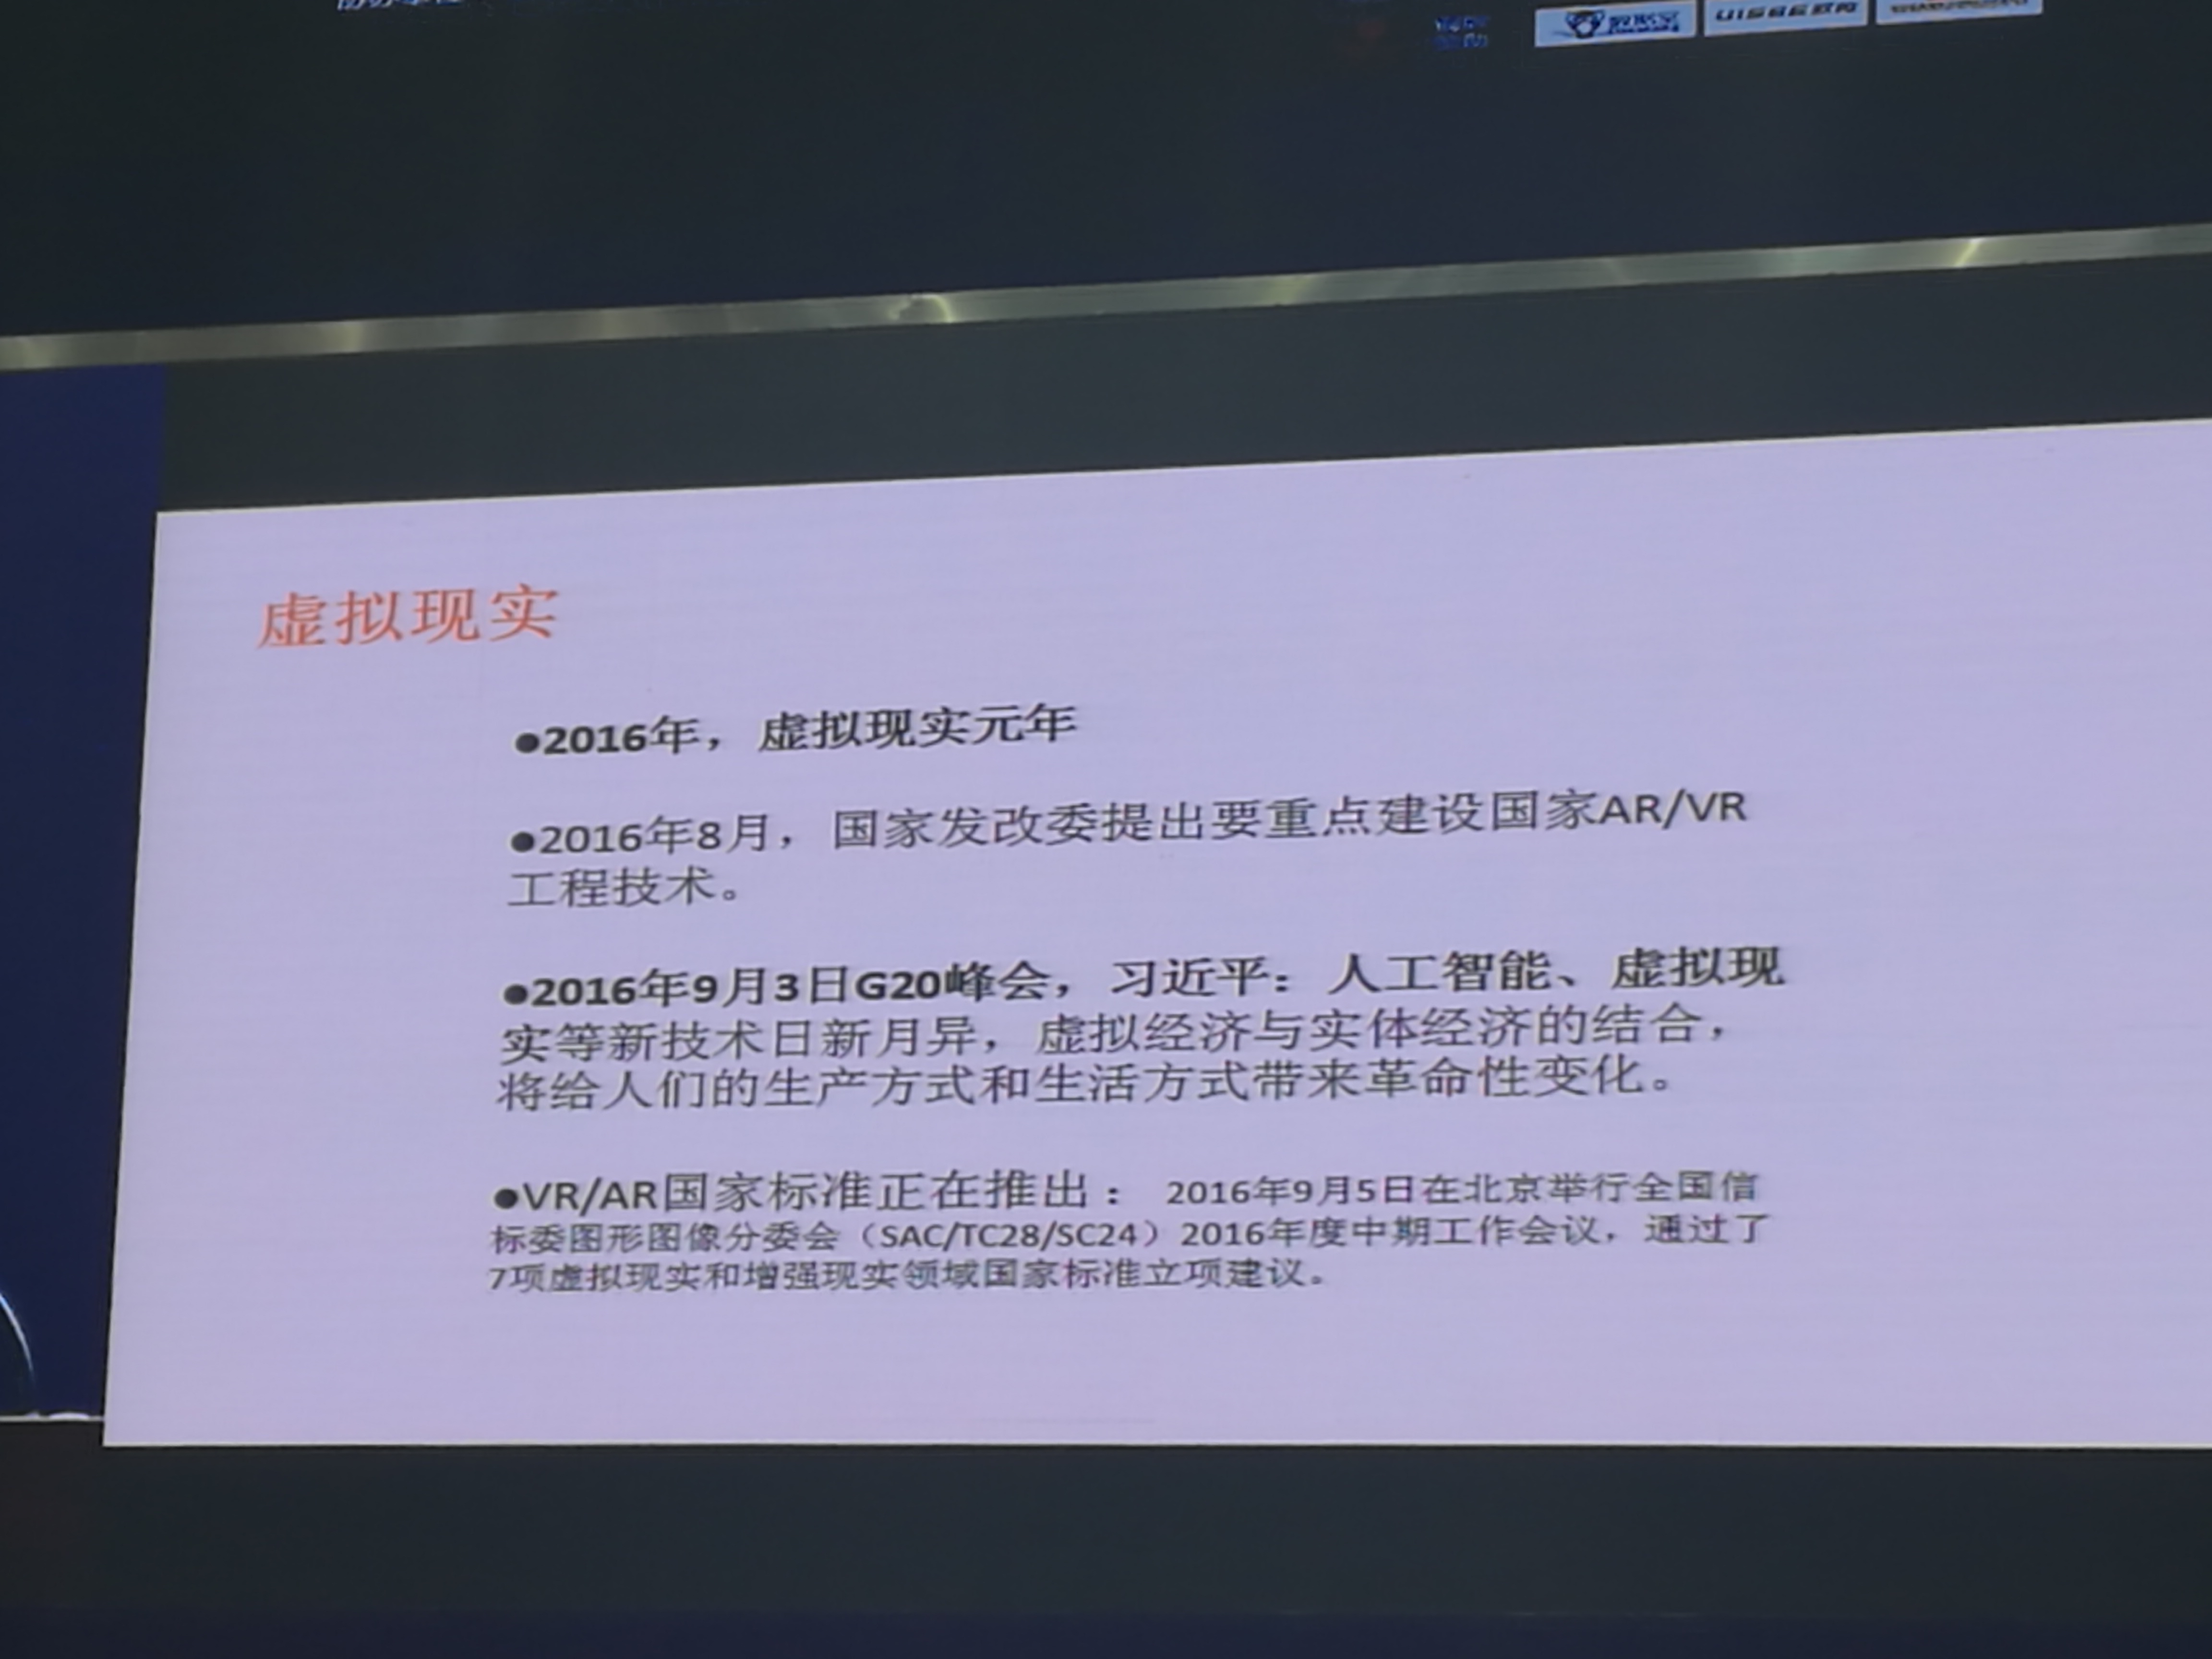 虚拟现实
●2016年，虚拟现实元年
●2016年8月，国家发改委提出要重点建设国家AR/VR
工程技术。
●2016年9月3日G20峰会，习近平：人工智能、虚拟现
实等新技术日新月异，虚拟经济与实体经济的结合，
将给人们的生产方式和生活方式带来革命性变化。
●VR/AR国家标准正在推出： 2016年9月5日在北京举行全国信
标委图形图像分委会（SAC/TC28/SC24）2016年度中期工作会议，通过了
7项虚拟现实和增强现实领域国家标准立项建议。